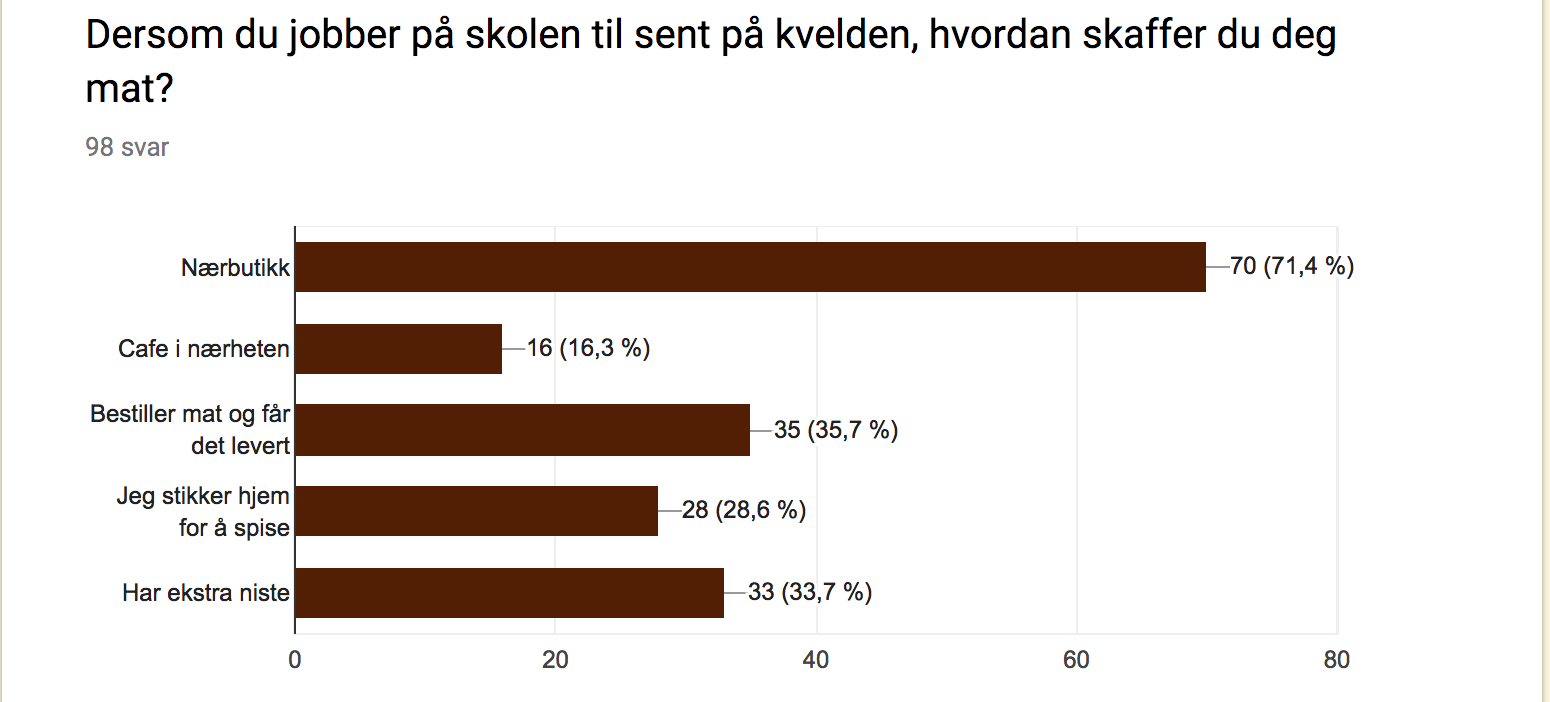 Dersom du jobber på skolen til sent på kvelden, hvordan skaffer du deg
mat?
98 svar
Nærbutikk
70 (71,4 %)
Cafe i nærheten
16 (16,3 %)
Bestiller mat og får
det levert
35 (35,7 %)
Jeg stikker hjem
for å spise
28 (28,6 %)
Har ekstra niste
33 (33,7 %)
0 20 40 60 80